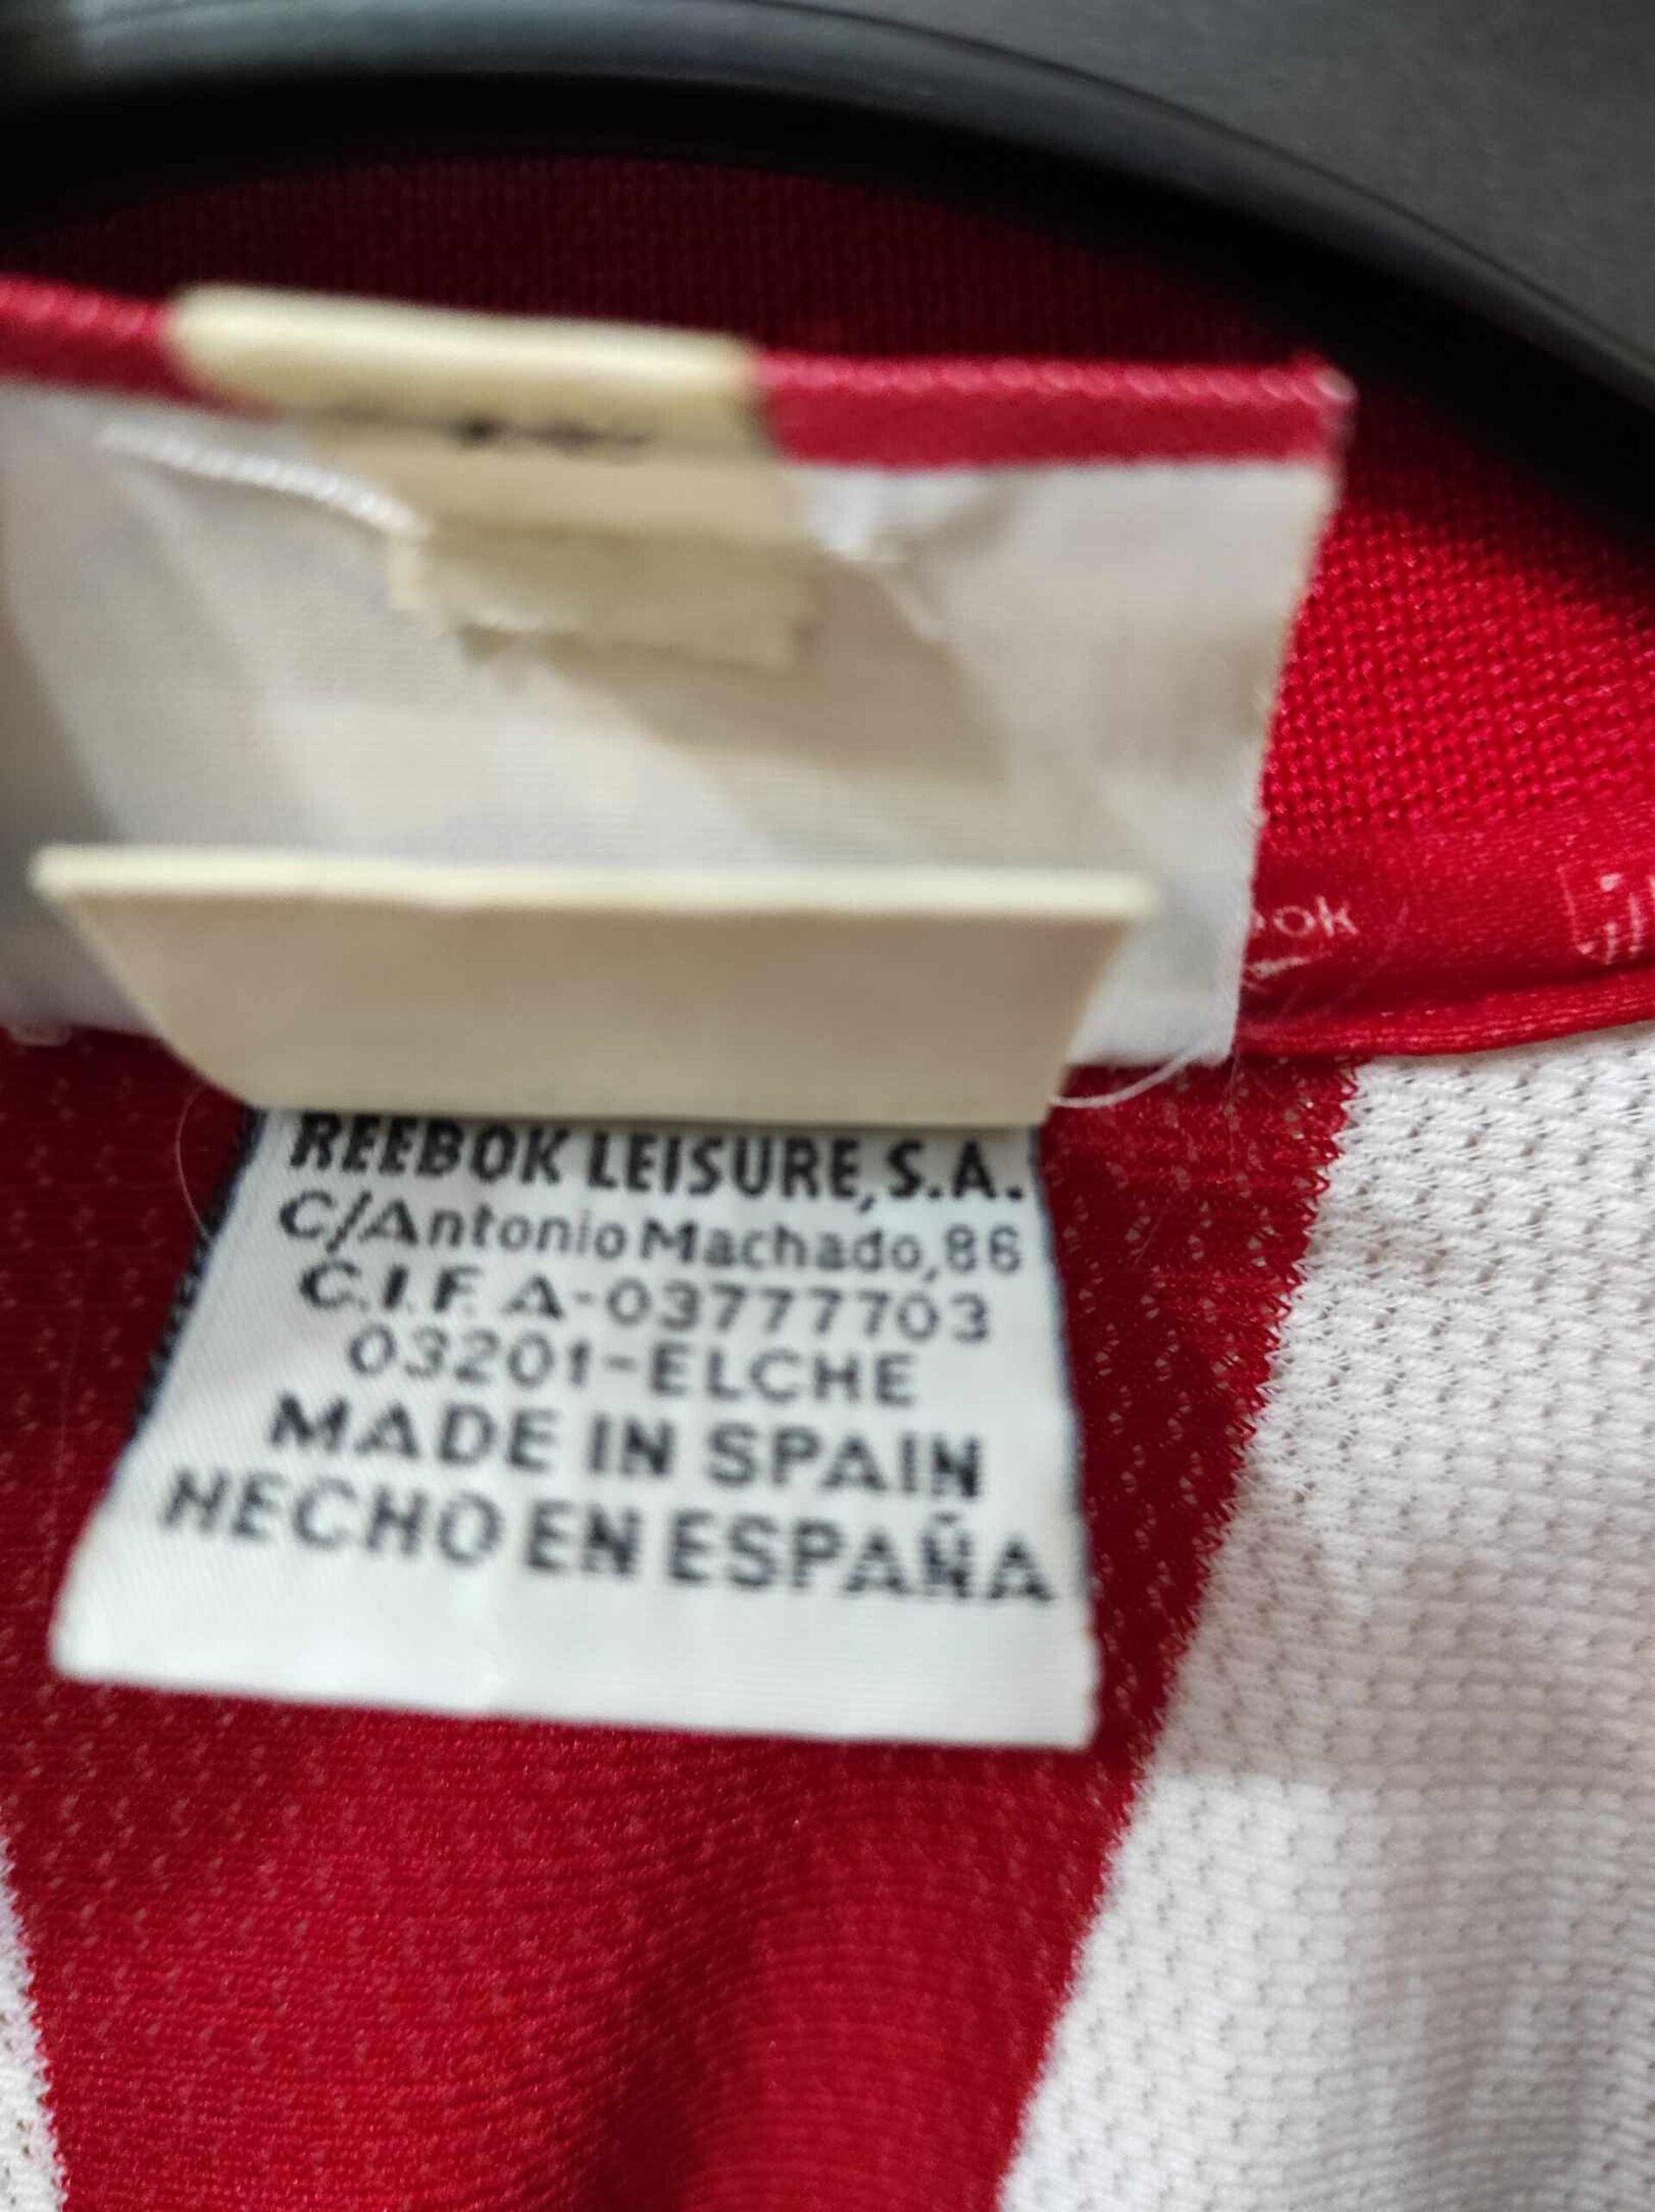 REEBOK LEISURE, S.A.
C/Antonio Machado, 86
C.I.F. A-03777703
03201-ELCHE
MADE IN SPAIN
HECHO EN ESPAÑA